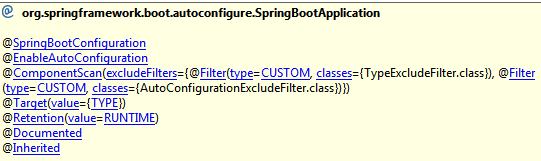 @ org.springframework.boot.autoconfigure.SpringBootApplication
@SpringBootConfiguration
@EnableAutoConfiguration
@ComponentScan(excludeFilters={@Filter(type=CUSTOM, classes={TypeExcludeFilter.class}), @Filter
(type=CUSTOM, classes={AutoConfigurationExcludeFilter.class})})
@Target(value={TYPE})
@Retention(value=RUNTIME)
@Documented
@Inherited